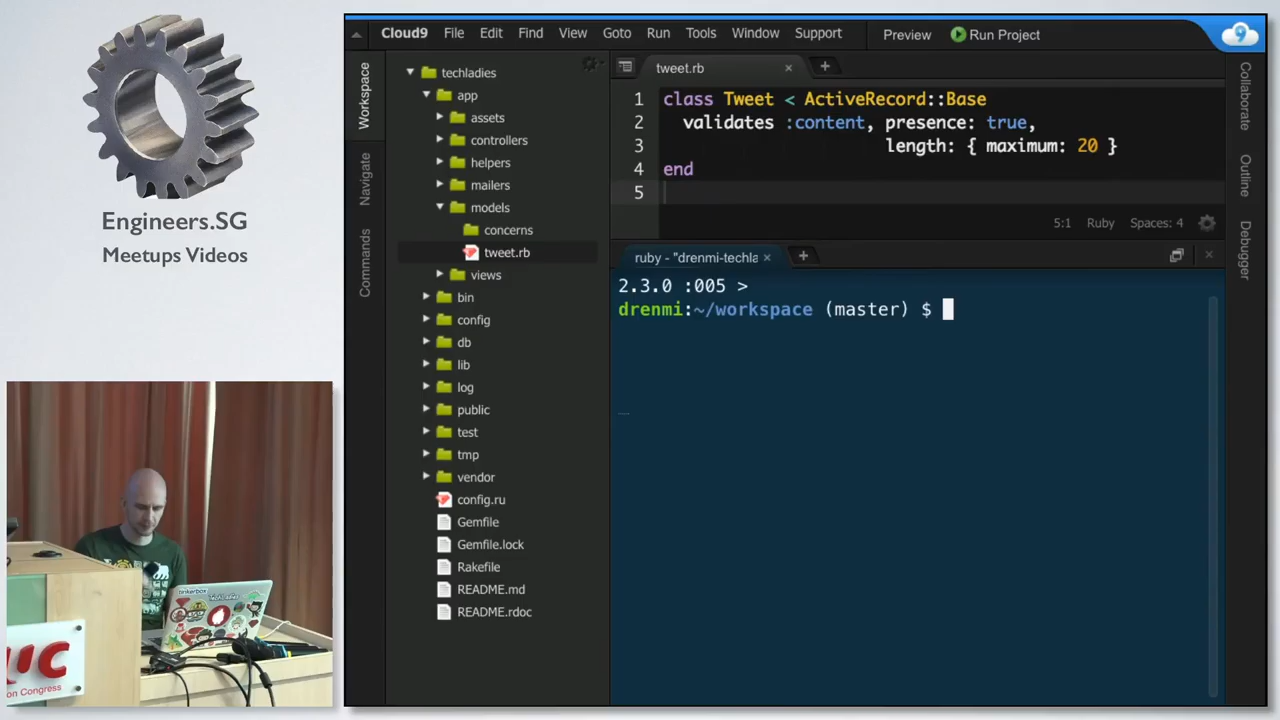 Engineers.SG
Meetups Videos
Cloud9 File Edit Find View Goto Run Tools Window Support Preview Run Project
Workspace
Navigate
Commands
techladies
app
assets
controllers
helpers
mailers
models
concerns
tweet.rb
views
bin
config
db
lib
log
public
test
tmp
vendor
config.ru
Gemfile
Gemfile.lock
Rakefile
README.md
README.rdoc
tweet.rb
1 class Tweet < ActiveRecord::Base
2 validates :content, presence: true,
3 length: { maximum: 20 }
4 end
5
5:1 Ruby Spaces: 4
ruby - "drenmi-techla
2.3.0 :005 >
drenmi:~/workspace (master) $
Collaborate
Outline
Debugger
tinkerbox
on Congress